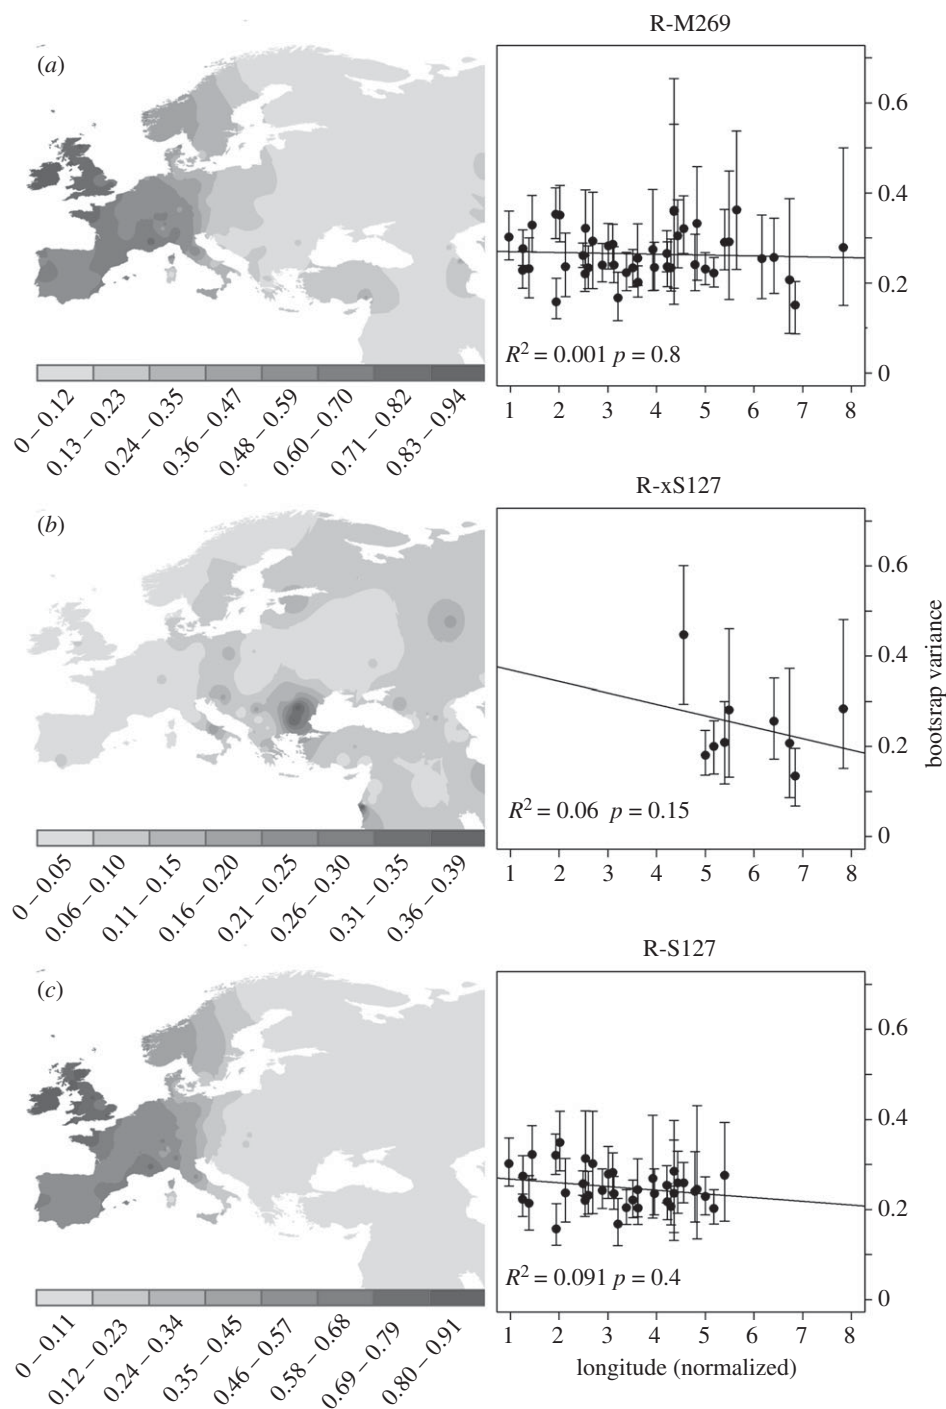 R-M269
(a)
0.6
0.4
0.2
0
R² = 0.001 p = 0.8
1 2 3 4 5 6 7 8
0 – 0.12
0.13 – 0.23
0.24 – 0.35
0.36 – 0.47
0.48 – 0.59
0.60 – 0.70
0.71 – 0.82
0.83 – 0.94
R-xS127
(b)
0.6
0.4
0.2
0
R² = 0.06 p = 0.15
1 2 3 4 5 6 7 8
bootsrap variance
0 – 0.05
0.06 – 0.10
0.11 – 0.15
0.16 – 0.20
0.21 – 0.25
0.26 – 0.30
0.31 – 0.35
0.36 – 0.39
R-S127
(c)
0.6
0.4
0.2
0
R² = 0.091 p = 0.4
1 2 3 4 5 6 7 8
longitude (normalized)
0 – 0.11
0.12 – 0.23
0.24 – 0.34
0.35 – 0.45
0.46 – 0.57
0.58 – 0.68
0.69 – 0.79
0.80 – 0.91